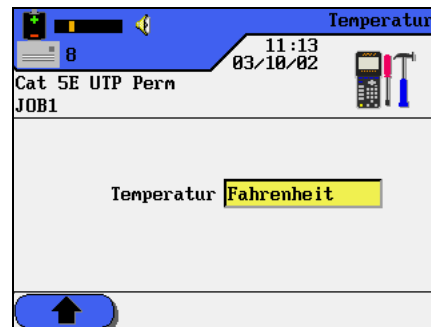 Temperatur
11:13
8
03/10/02
Cat 5E UTP Perm
JOB1
Temperatur Fahrenheit